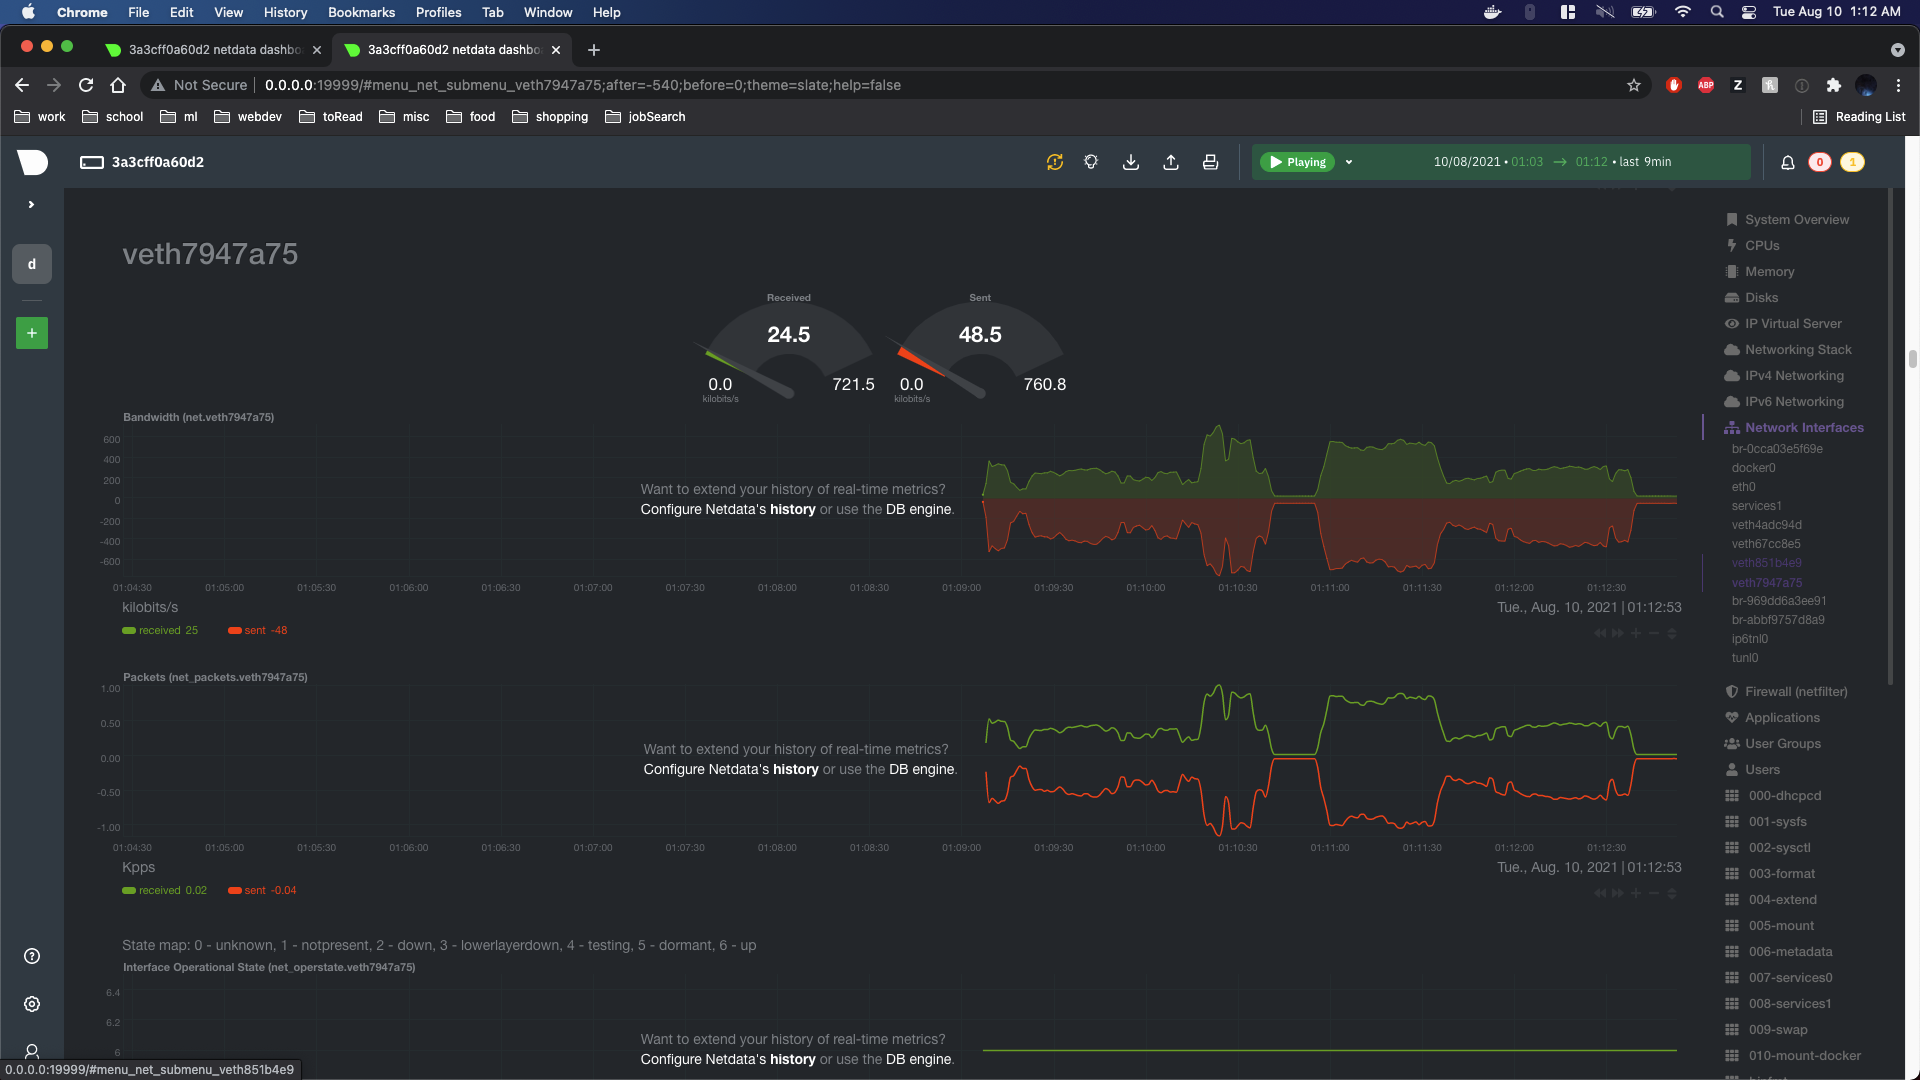 Chrome File Edit View History Bookmarks Profiles Tab Window Help Tue Aug 10 1:12 AM
3a3cff0a60d2 netdata dashbo 3a3cff0a60d2 netdata dashbo
Not Secure 0.0.0.0:19999/#menu_net_submenu_veth7947a75;after=-540;before=0;theme=slate;help=false ABP Z
work school ml webdev toRead misc food shopping jobSearch Reading List
3a3cff0a60d2 Playing 10/08/2021 • 01:03 → 01:12 • last 9min 0 1
d
+
veth7947a75
Received Sent
24.5 48.5
0.0 721.5 0.0 760.8
kilobits/s kilobits/s
Bandwidth (net.veth7947a75)
600
400
200
0
-200
-400
-600
Want to extend your history of real-time metrics?
Configure Netdata's history or use the DB engine.
01:04:30 01:05:00 01:05:30 01:06:00 01:06:30 01:07:00 01:07:30 01:08:00 01:08:30 01:09:00 01:09:30 01:10:00 01:10:30 01:11:00 01:11:30 01:12:00 01:12:30
kilobits/s Tue., Aug. 10, 2021 | 01:12:53
received 25 sent -48
Packets (net_packets.veth7947a75)
1.00
0.50
0.00
-0.50
-1.00
Want to extend your history of real-time metrics?
Configure Netdata's history or use the DB engine.
01:04:30 01:05:00 01:05:30 01:06:00 01:06:30 01:07:00 01:07:30 01:08:00 01:08:30 01:09:00 01:09:30 01:10:00 01:10:30 01:11:00 01:11:30 01:12:00 01:12:30
Kpps Tue., Aug. 10, 2021 | 01:12:53
received 0.02 sent -0.04
State map: 0 - unknown, 1 - notpresent, 2 - down, 3 - lowerlayerdown, 4 - testing, 5 - dormant, 6 - up
Interface Operational State (net_operstate.veth7947a75)
6.4
6.2
6
Want to extend your history of real-time metrics?
Configure Netdata's history or use the DB engine.
System Overview
CPUs
Memory
Disks
IP Virtual Server
Networking Stack
IPv4 Networking
IPv6 Networking
Network Interfaces
br-0cca03e5f69e
docker0
eth0
services1
veth4adc94d
veth67cc8e5
veth851b4e9
veth7947a75
br-969dd6a3ee91
br-abbf9757d8a9
ip6tnl0
tunl0
Firewall (netfilter)
Applications
User Groups
Users
000-dhcpcd
001-sysfs
002-sysctl
003-format
004-extend
005-mount
006-metadata
007-services0
008-services1
009-swap
010-mount-docker
0.0.0.0:19999/#menu_net_submenu_veth851b4e9